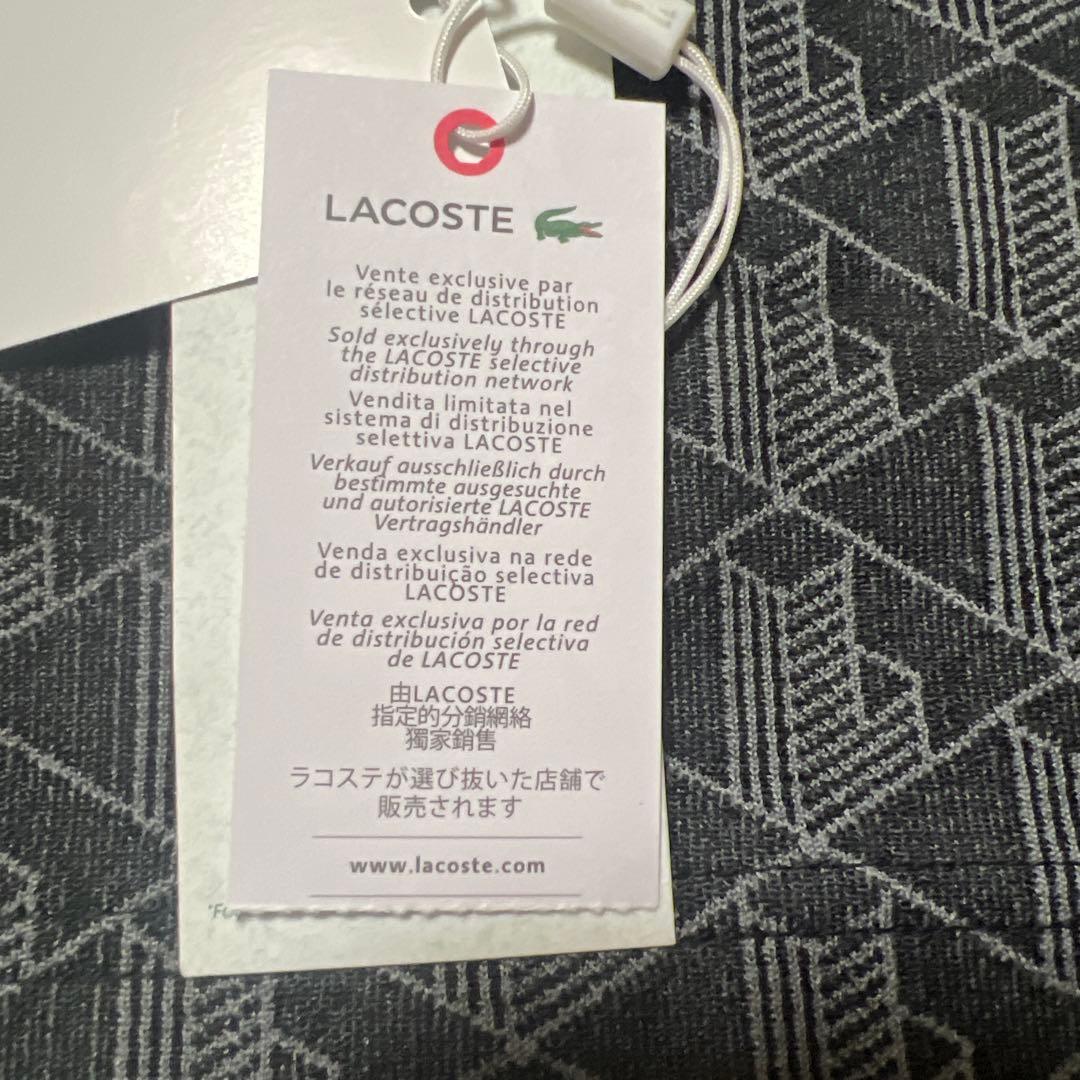 LACOSTE
Vente exclusive par
le réseau de distribution
sélective LACOSTE
Sold exclusively through
the LACOSTE selective
distribution network
Vendita limitata nel
sistema di distribuzione
selettiva LACOSTE
Verkauf ausschließlich durch
bestimmte ausgesuchte
und autorisierte LACOSTE
Vertragshändler
Venda exclusiva na rede
de distribuição selectiva
LACOSTE
Venta exclusiva por la red
de distribución selectiva
de LACOSTE
由LACOSTE
指定的分銷網絡
獨家銷售
ラコステが選び抜いた店舗で
販売されます
www.lacoste.com